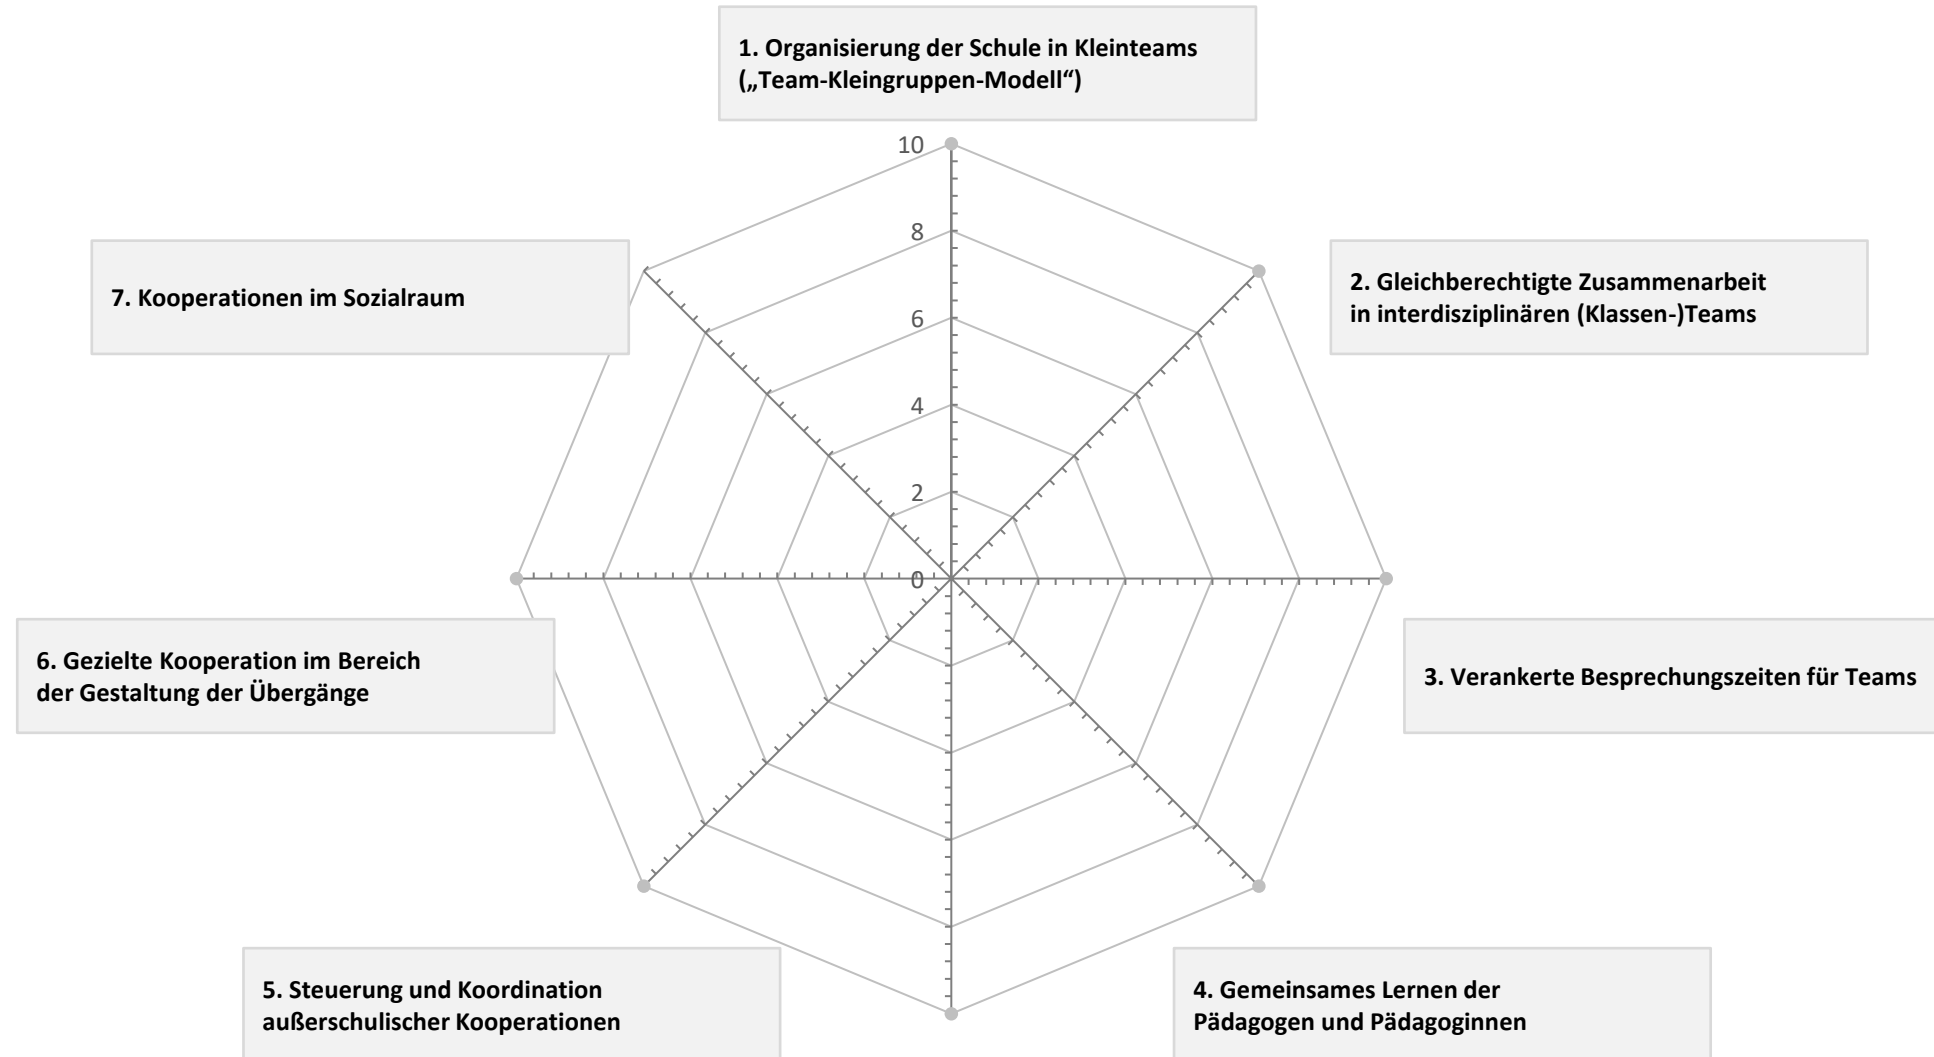 1. Organisierung der Schule in Kleinteams
(„Team-Kleingruppen-Modell“)
10
8
6
4
2
0
2. Gleichberechtigte Zusammenarbeit
in interdisziplinären (Klassen-)Teams
3. Verankerte Besprechungszeiten für Teams
4. Gemeinsames Lernen der
Pädagogen und Pädagoginnen
5. Steuerung und Koordination
außerschulischer Kooperationen
6. Gezielte Kooperation im Bereich
der Gestaltung der Übergänge
7. Kooperationen im Sozialraum